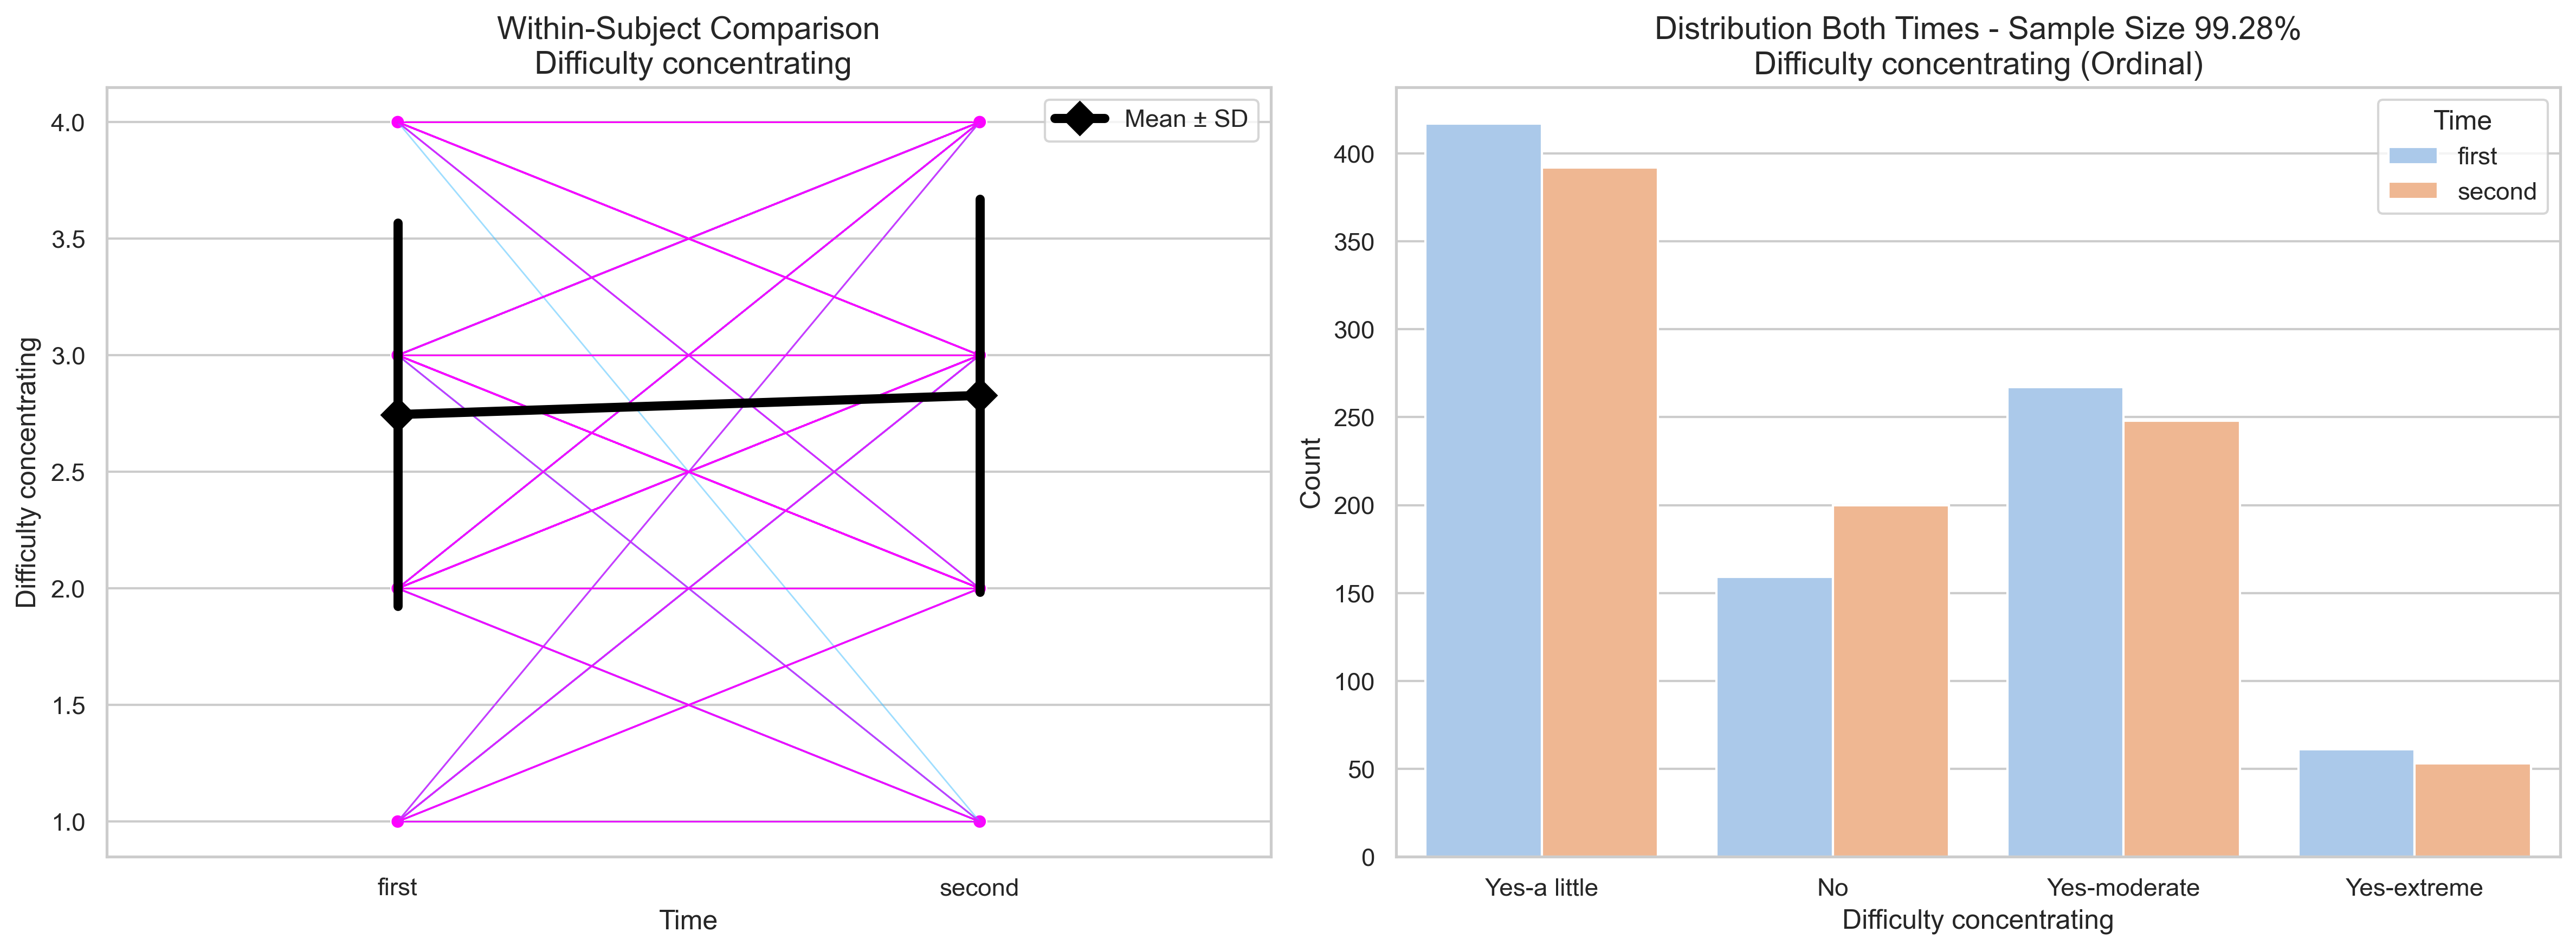 Within-Subject Comparison
Difficulty concentrating
Mean ± SD
4.0
3.5
3.0
2.5
2.0
1.5
1.0
Difficulty concentrating
first
second
Time
Distribution Both Times - Sample Size 99.28%
Difficulty concentrating (Ordinal)
Time
first
second
400
350
300
250
200
150
100
50
0
Count
Yes-a little
No
Yes-moderate
Yes-extreme
Difficulty concentrating